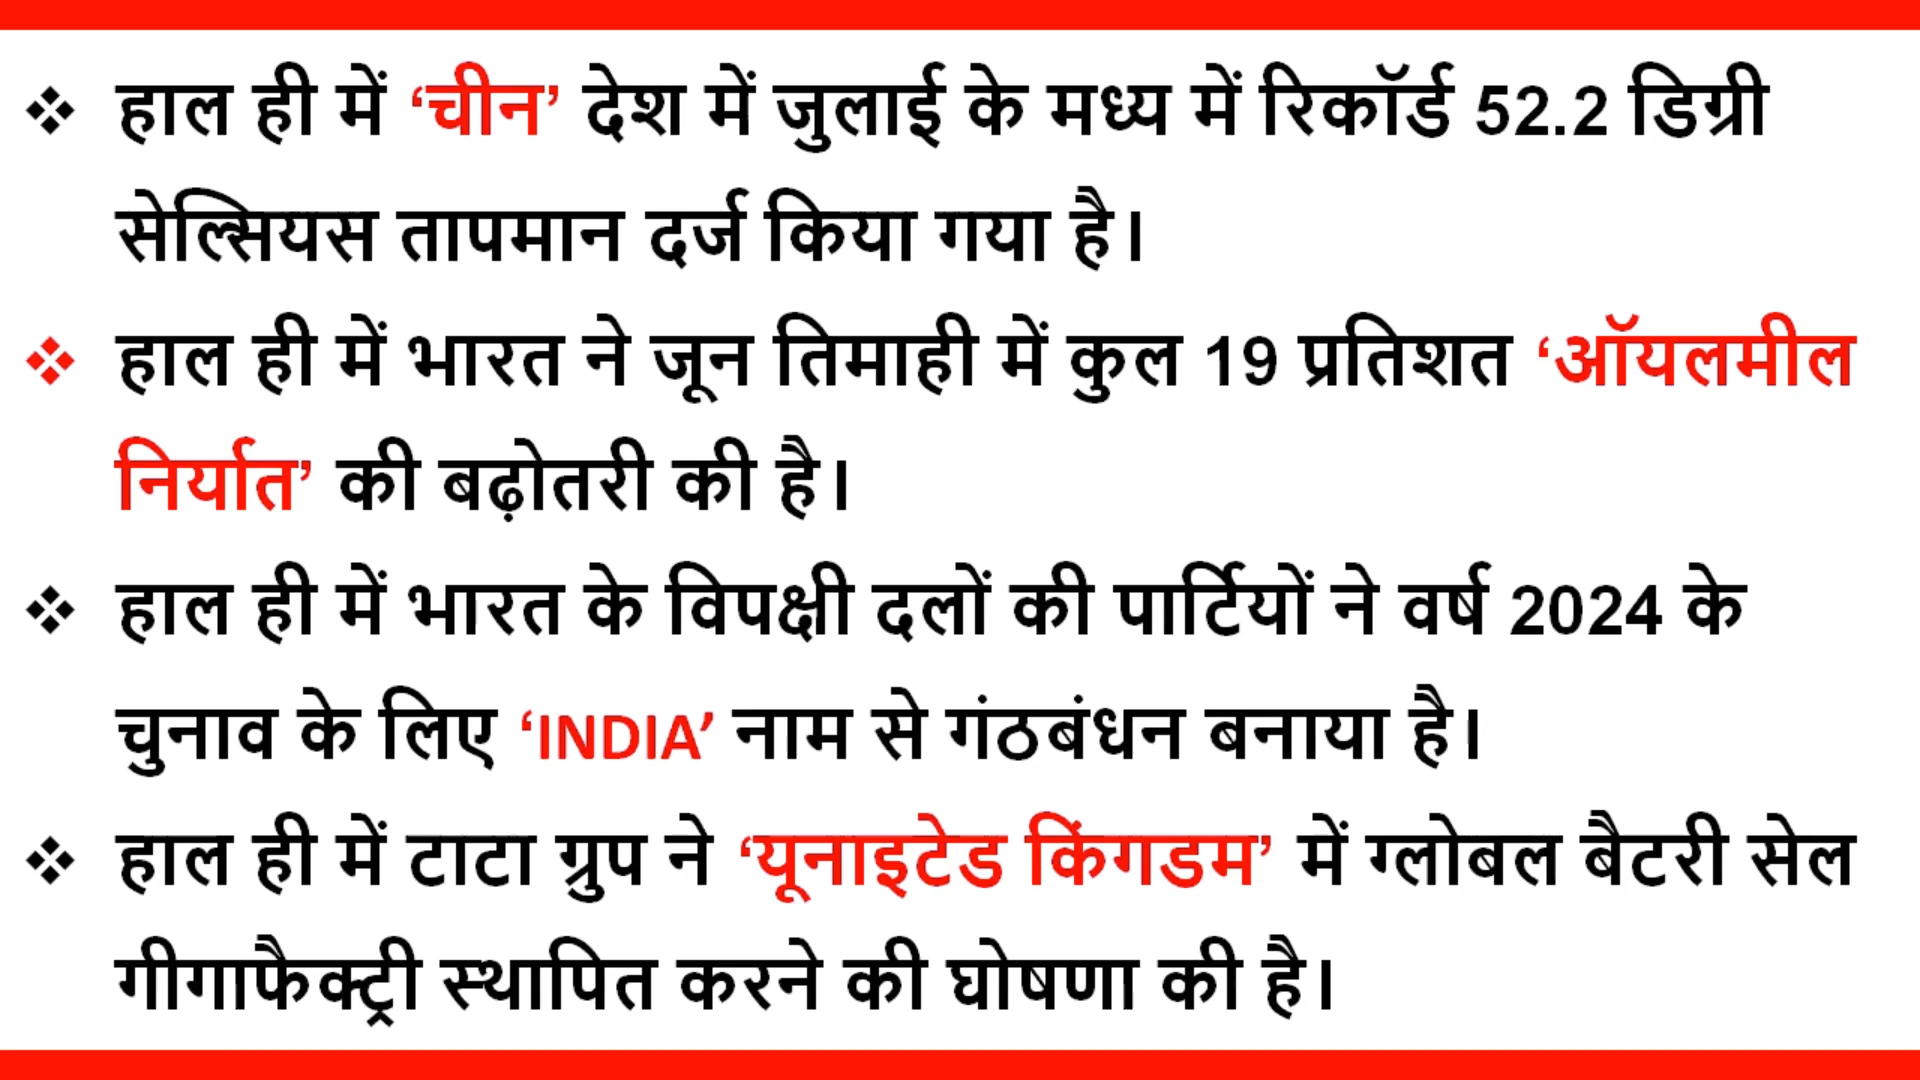 ❖ हाल ही में ‘चीन’ देश में जुलाई के मध्य में रिकॉर्ड 52.2 डिग्री
सेल्सियस तापमान दर्ज किया गया है।
❖ हाल ही में भारत ने जून तिमाही में कुल 19 प्रतिशत ‘ऑयलमील
निर्यात’ की बढ़ोतरी की है।
❖ हाल ही में भारत के विपक्षी दलों की पार्टियों ने वर्ष 2024 के
चुनाव के लिए ‘INDIA’ नाम से गंठबंधन बनाया है।
❖ हाल ही में टाटा ग्रुप ने ‘यूनाइटेड किंगडम’ में ग्लोबल बैटरी सेल
गीगाफैक्ट्री स्थापित करने की घोषणा की है।